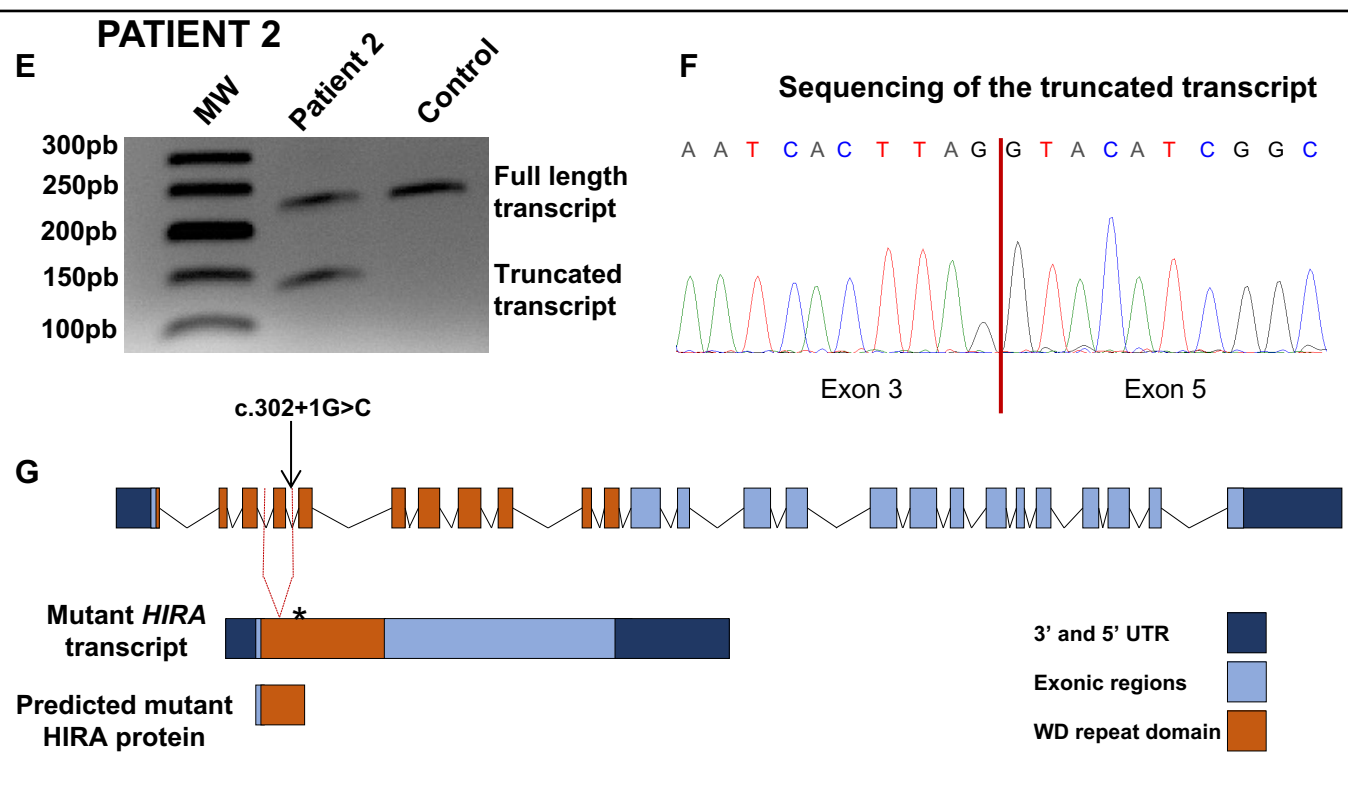 PATIENT 2
E
MW
Patient 2
Control
300pb
250pb
200pb
150pb
100pb
Full length
transcript
Truncated
transcript
F
Sequencing of the truncated transcript
A A T C A C T T A G G T A C A T C G G C
Exon 3
Exon 5
c.302+1G>C
G
Mutant HIRA
transcript
*
Predicted mutant
HIRA protein
3’ and 5’ UTR
Exonic regions
WD repeat domain